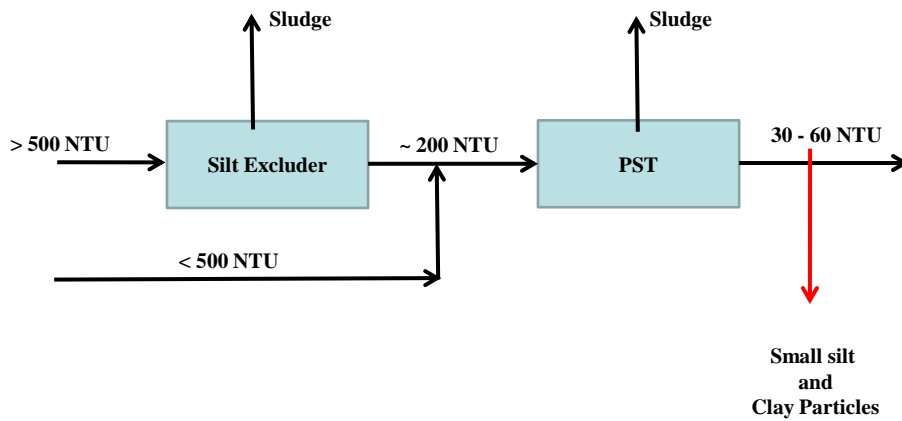 Sludge
Sludge
> 500 NTU
Silt Excluder
~ 200 NTU
PST
30 - 60 NTU
< 500 NTU
Small silt
and
Clay Particles